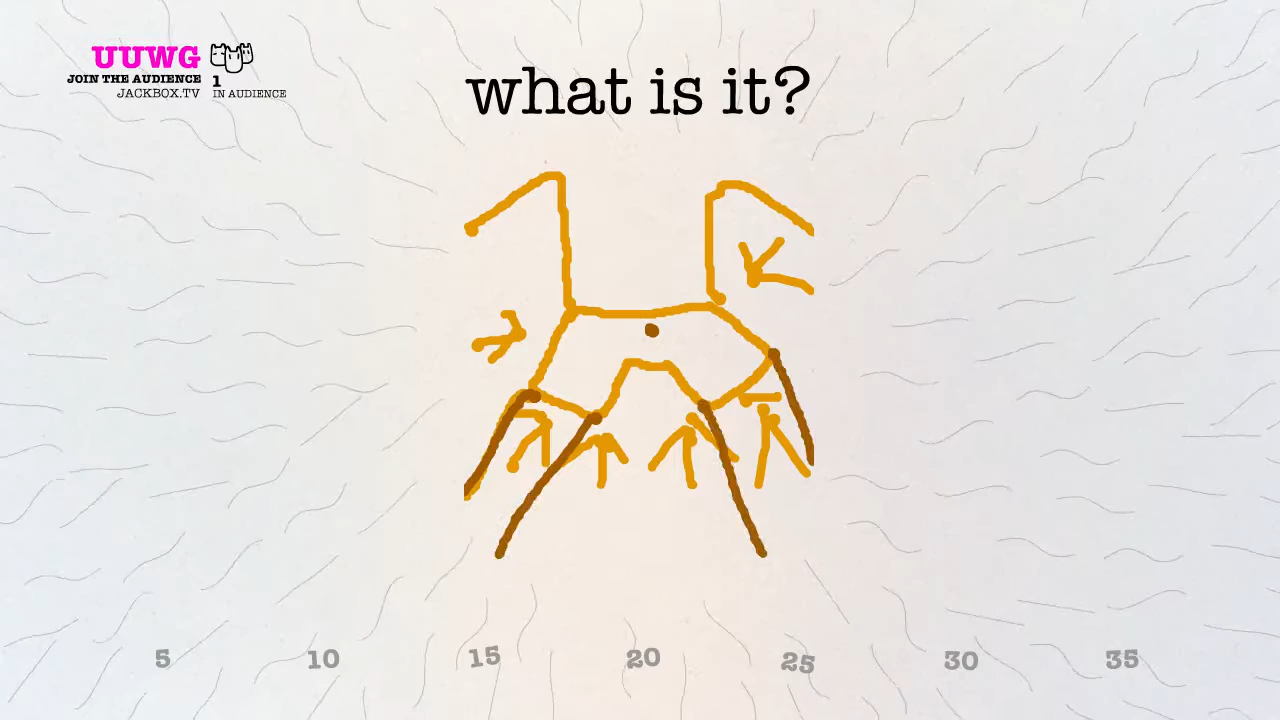 UUWG
JOIN THE AUDIENCE
JACKBOX.TV
1
IN AUDIENCE
what is it?
5 10 15 20 25 30 35